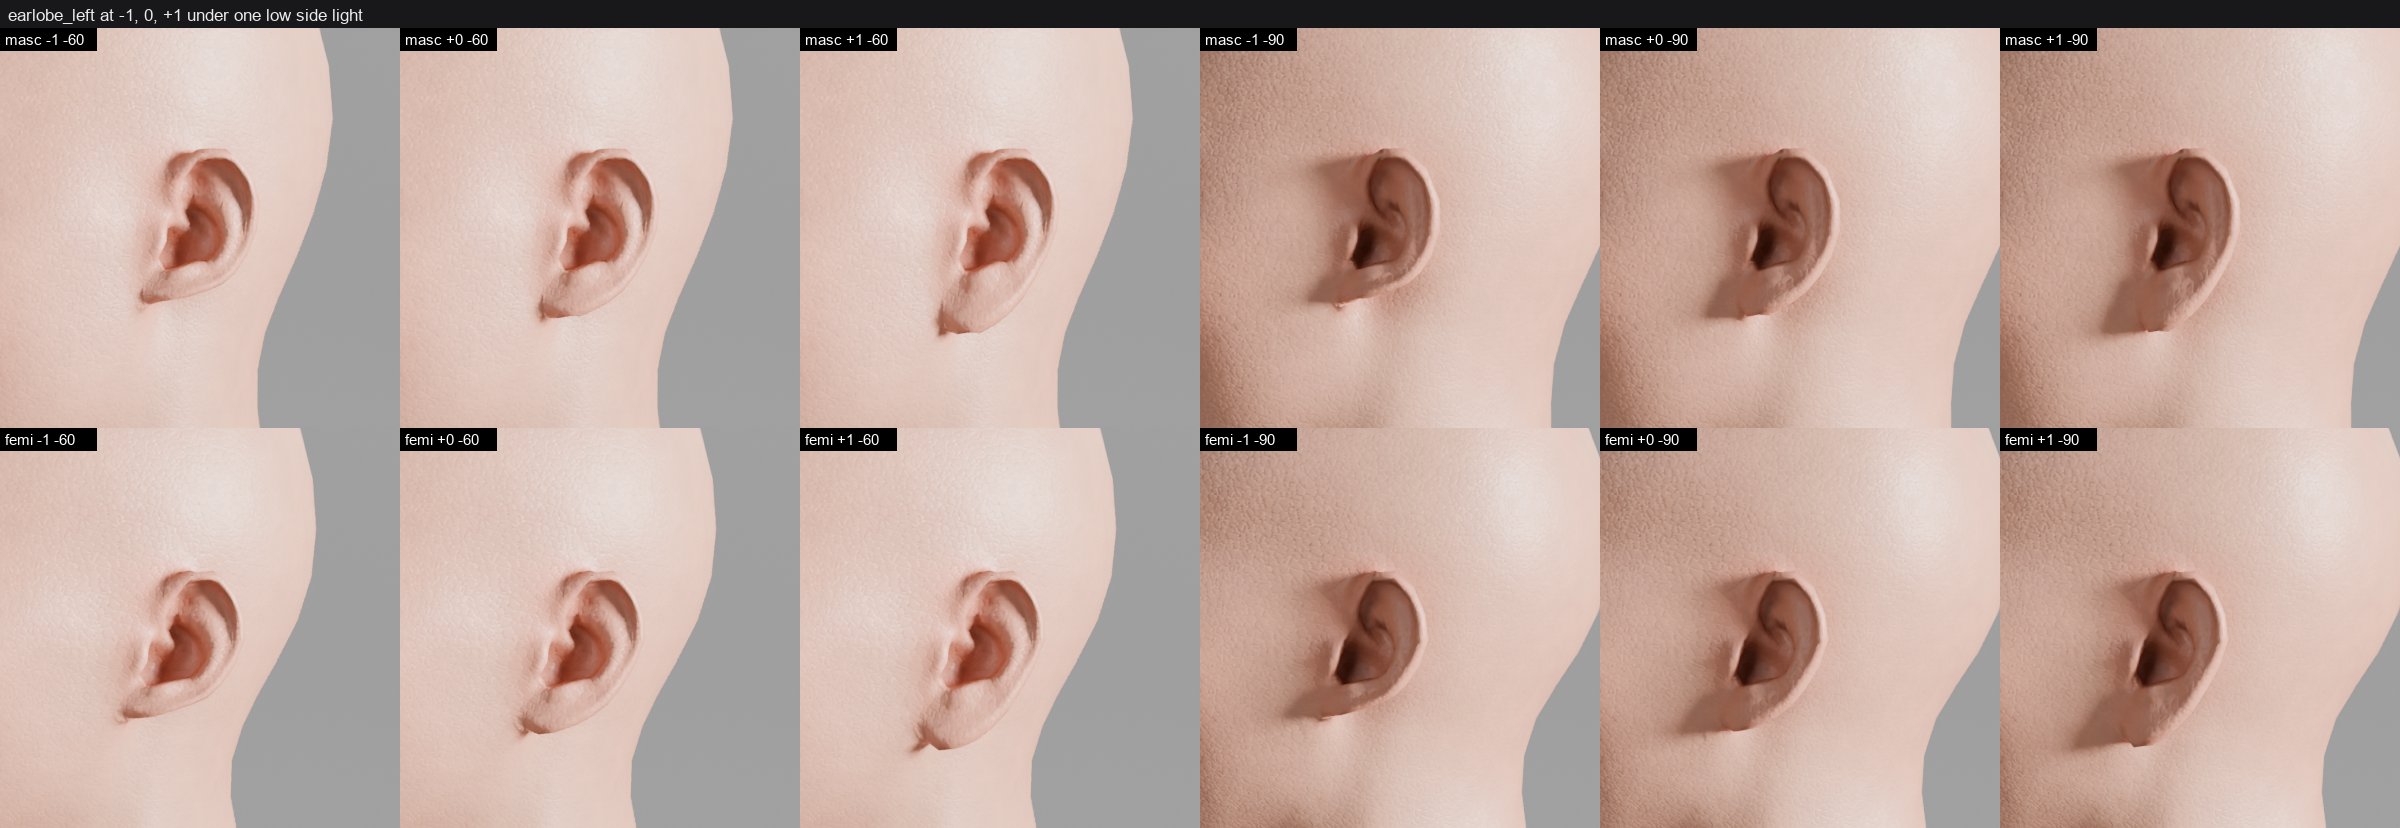 earlobe_left at -1, 0, +1 under one low side light
masc -1 -60
masc +0 -60
masc +1 -60
masc -1 -90
masc +0 -90
masc +1 -90
femi -1 -60
femi +0 -60
femi +1 -60
femi -1 -90
femi +0 -90
femi +1 -90